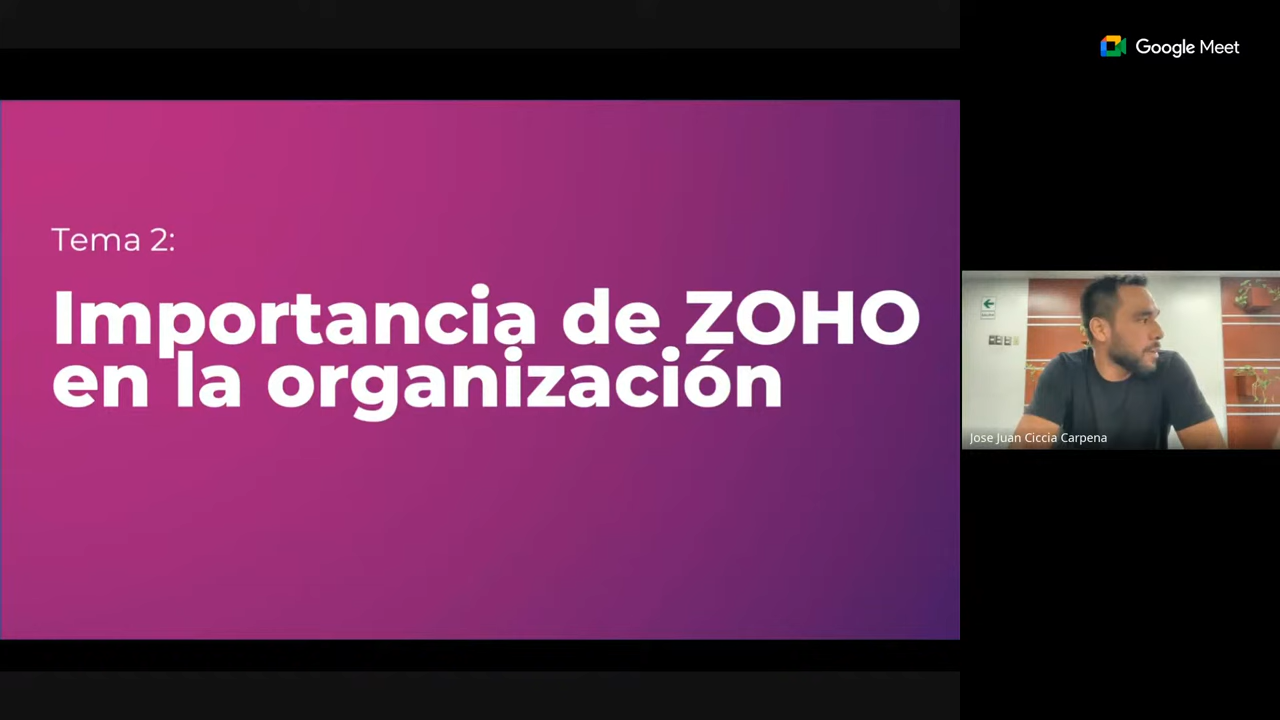 Google Meet
Tema 2:
Importancia de ZOHO
en la organización
Jose Juan Ciccia Carpena